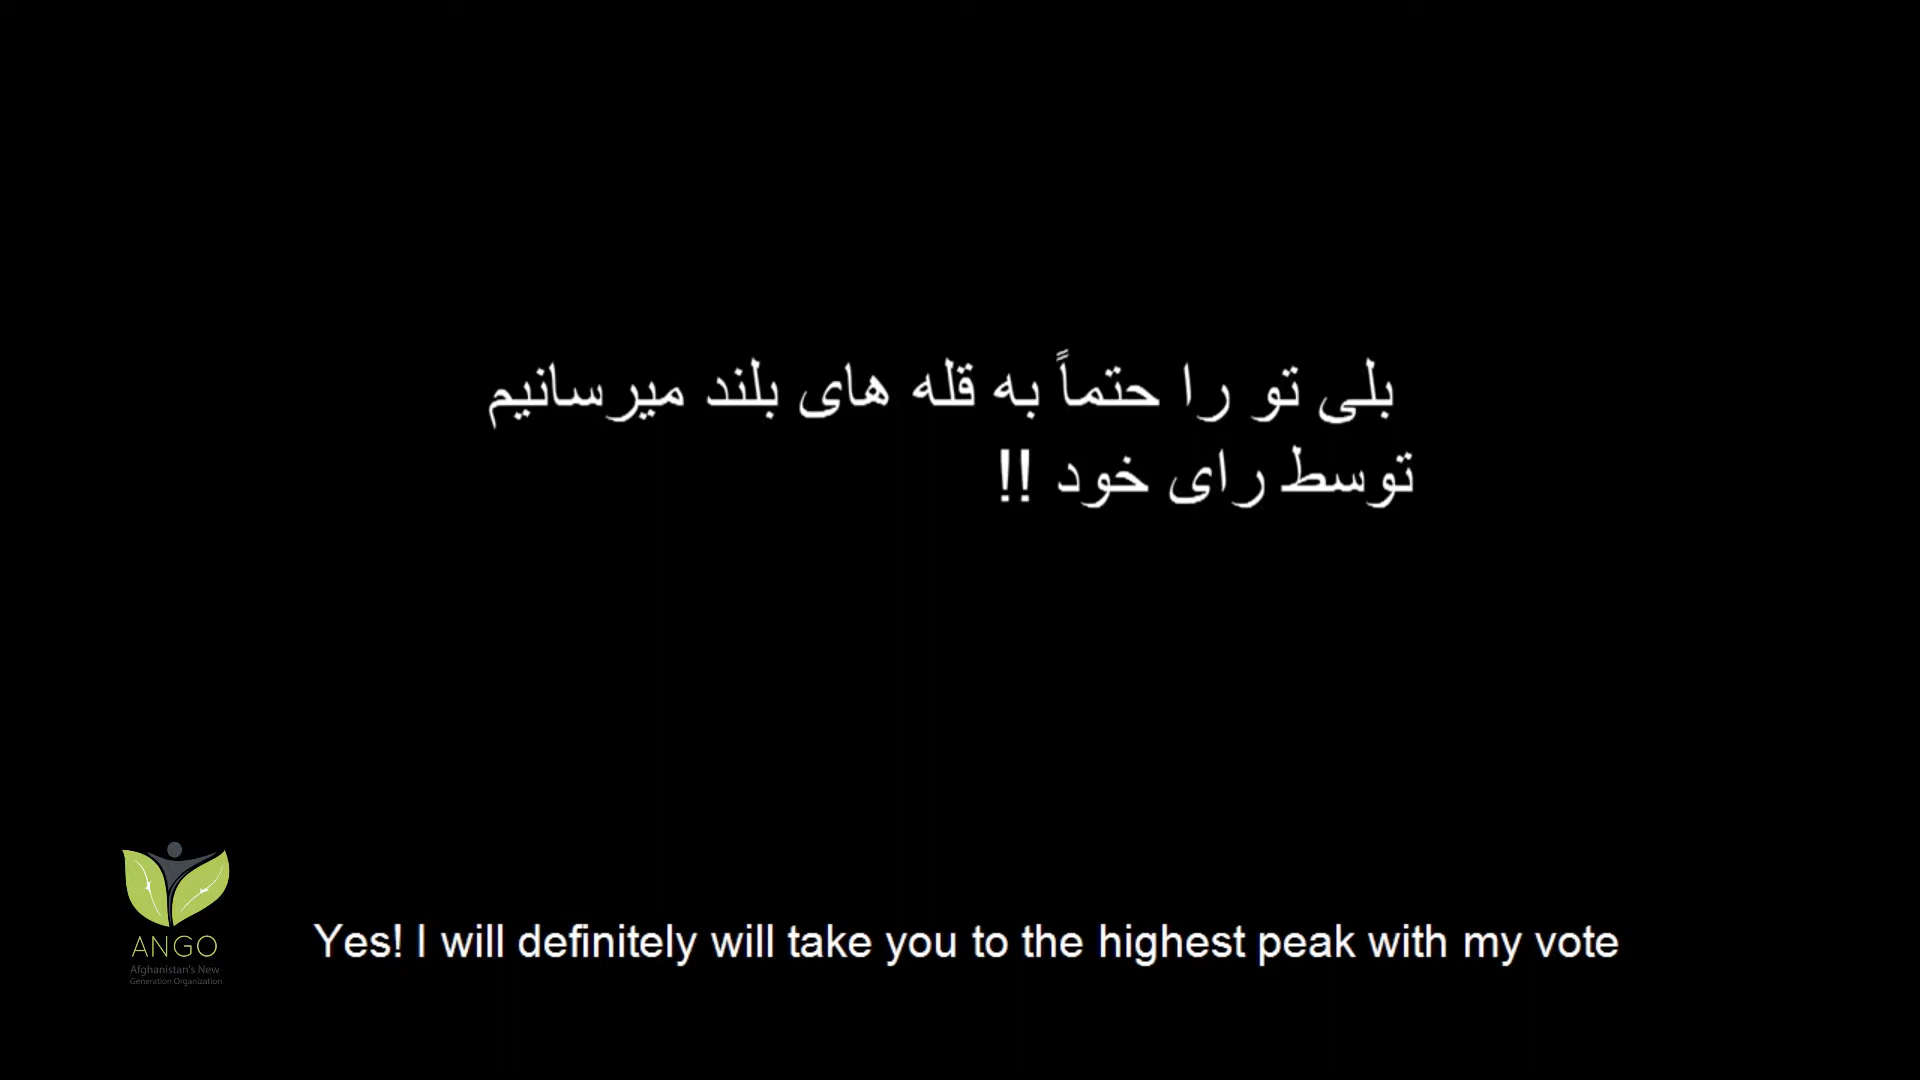 بلی تو را حتماً به قله های بلند میرسانیم
توسط رای خود !!
ANGO
Afghanistan's New
Generation Organization
Yes! I will definitely will take you to the highest peak with my vote